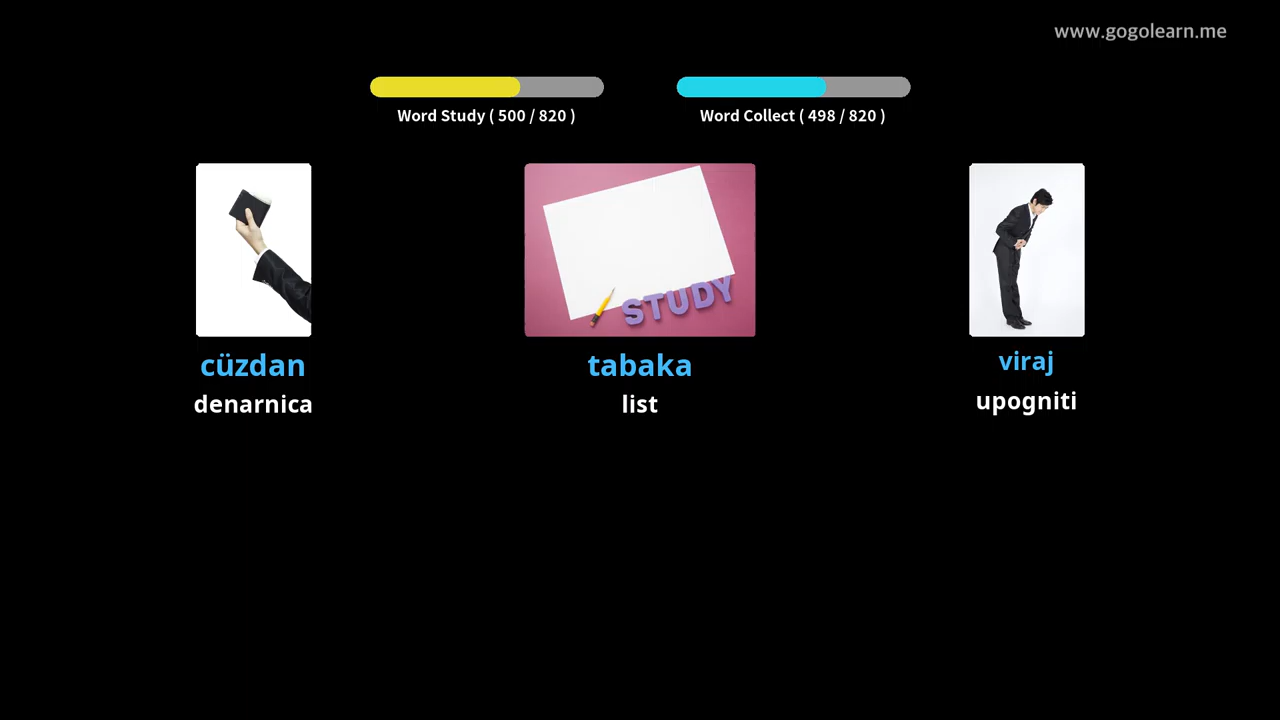 www.gogolearn.me
Word Study ( 500 / 820 )
Word Collect ( 498 / 820 )
STUDY
cüzdan
denarnica
tabaka
list
viraj
upogniti